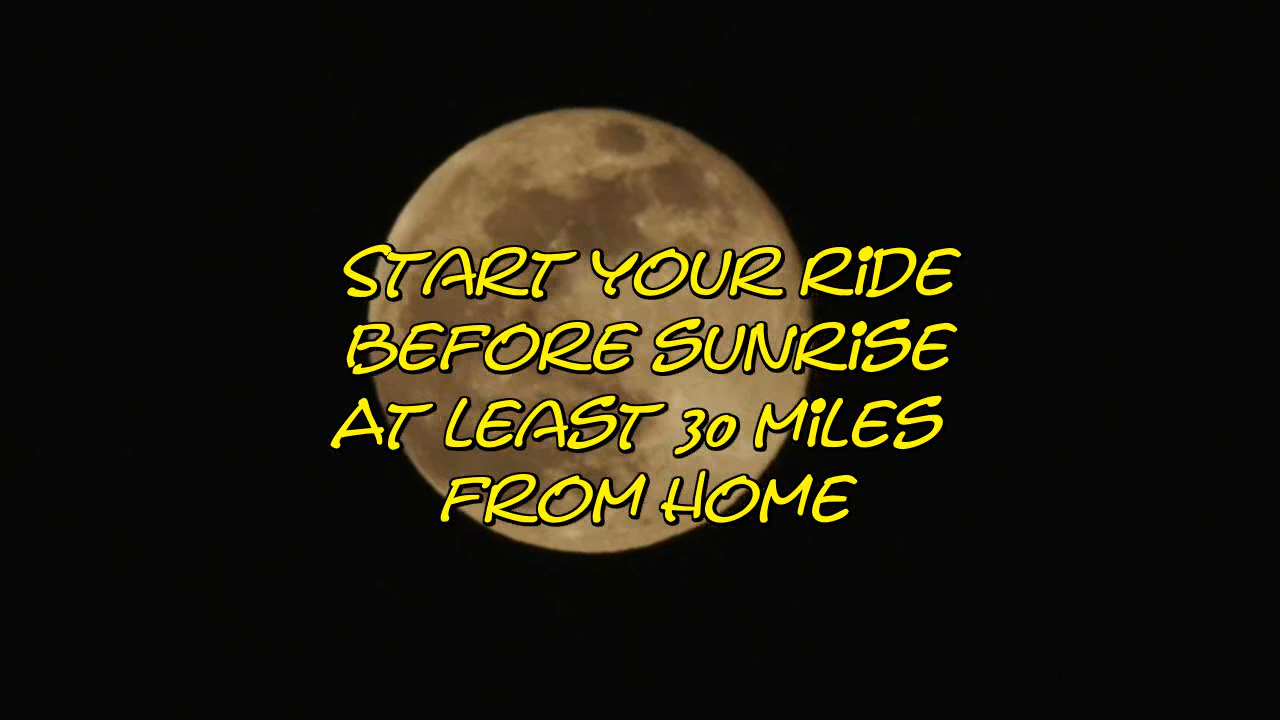 START YOUR RIDE
BEFORE SUNRISE
AT LEAST 30 MILES
FROM HOME